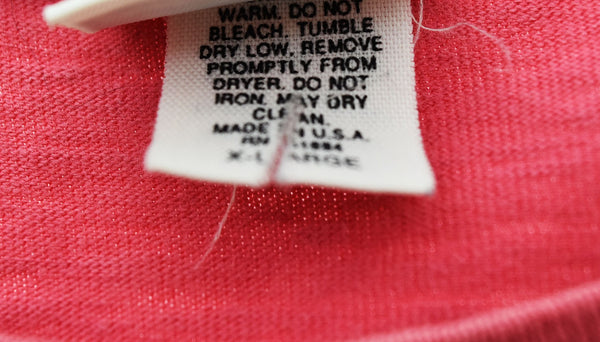 WARM. DO NOT
BLEACH. TUMBLE
DRY LOW. REMOVE
PROMPTLY FROM
DRYER. DO NOT
IRON. MAY DRY
CLEAN.
MADE IN U.S.A.
X-LARGE